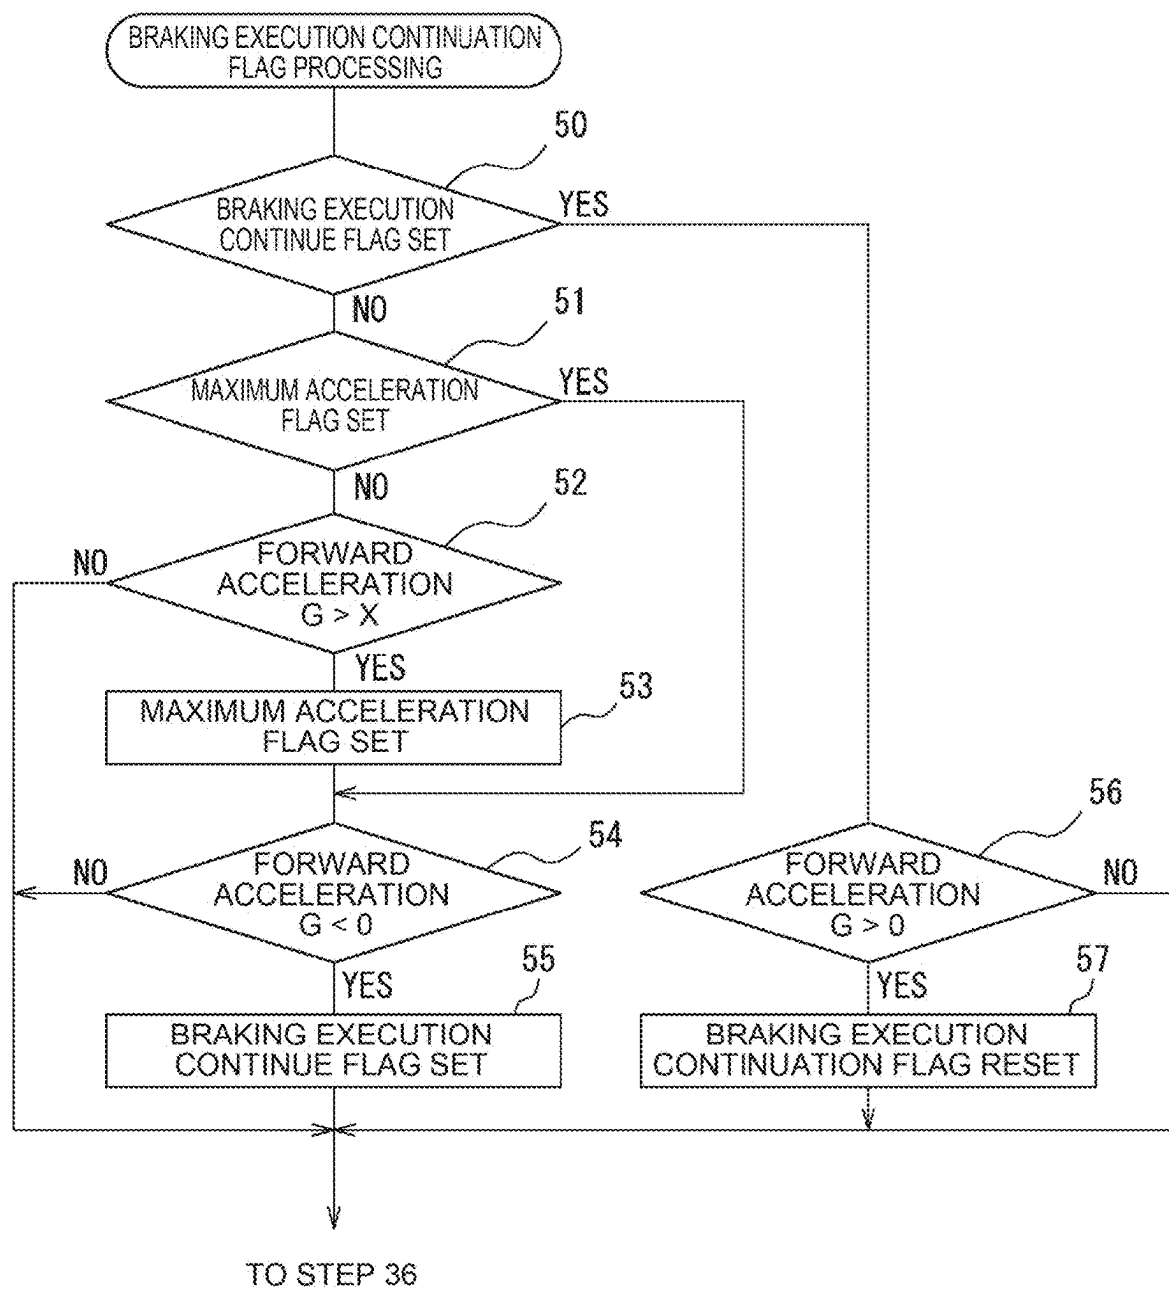 BRAKING EXECUTION CONTINUATION
FLAG PROCESSING
50
BRAKING EXECUTION
CONTINUE FLAG SET
YES
NO
51
MAXIMUM ACCELERATION
FLAG SET
YES
NO
52
FORWARD
ACCELERATION
G > X
NO
YES
53
MAXIMUM ACCELERATION
FLAG SET
54
FORWARD
ACCELERATION
G < 0
NO
YES
55
BRAKING EXECUTION
CONTINUE FLAG SET
56
FORWARD
ACCELERATION
G > 0
NO
YES
57
BRAKING EXECUTION
CONTINUATION FLAG RESET
TO STEP 36